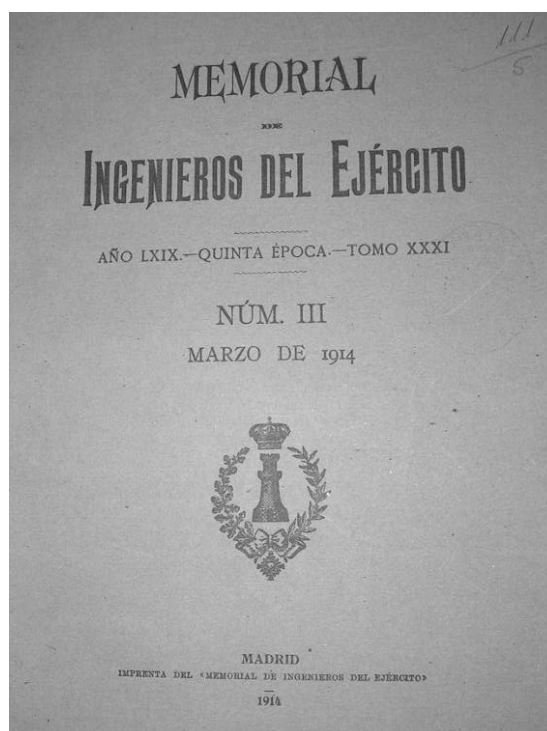 111
5
MEMORIAL
DE
INGENIEROS DEL EJÉRCITO
AÑO LXIX.—QUINTA ÉPOCA.—TOMO XXXI
NÚM. III
MARZO DE 1914
MADRID
IMPRENTA DEL «MEMORIAL DE INGENIEROS DEL EJÉRCITO»
1914